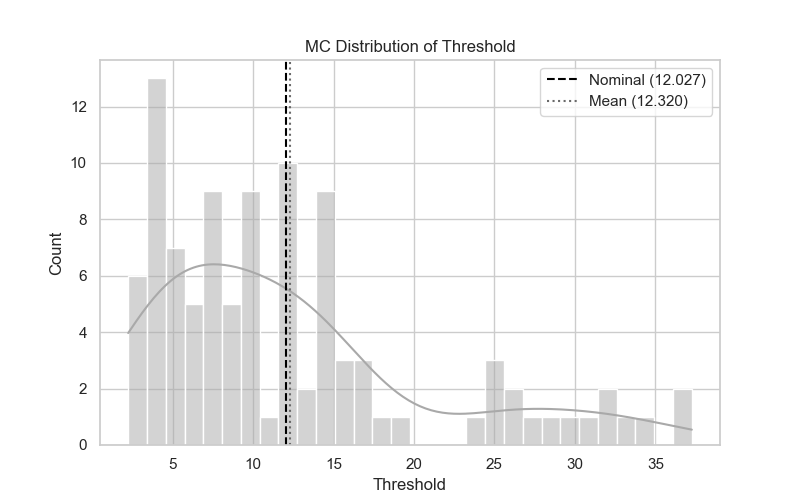 MC Distribution of Threshold
Nominal (12.027)
Mean (12.320)
Count
12
10
8
6
4
2
0
5 10 15 20 25 30 35
Threshold